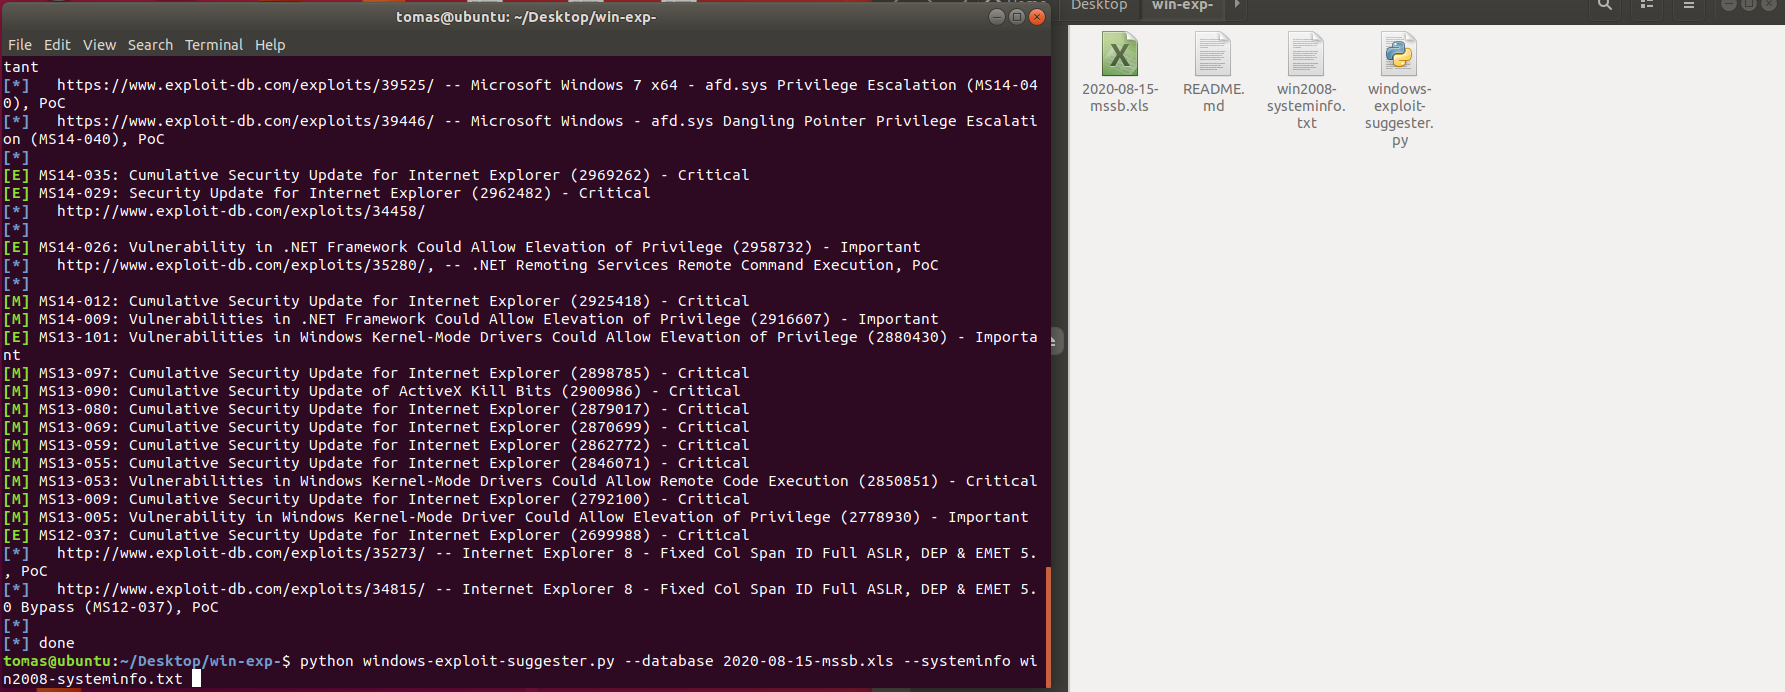 tomas@ubuntu: ~/Desktop/win-exp-
File Edit View Search Terminal Help
tant
[*]   https://www.exploit-db.com/exploits/39525/ -- Microsoft Windows 7 x64 - afd.sys Privilege Escalation (MS14-04
0), PoC
[*]   https://www.exploit-db.com/exploits/39446/ -- Microsoft Windows - afd.sys Dangling Pointer Privilege Escalati
on (MS14-040), PoC
[*]
[E] MS14-035: Cumulative Security Update for Internet Explorer (2969262) - Critical
[E] MS14-029: Security Update for Internet Explorer (2962482) - Critical
[*]   http://www.exploit-db.com/exploits/34458/
[*]
[E] MS14-026: Vulnerability in .NET Framework Could Allow Elevation of Privilege (2958732) - Important
[*]   http://www.exploit-db.com/exploits/35280/, -- .NET Remoting Services Remote Command Execution, PoC
[*]
[M] MS14-012: Cumulative Security Update for Internet Explorer (2925418) - Critical
[M] MS14-009: Vulnerabilities in .NET Framework Could Allow Elevation of Privilege (2916607) - Important
[E] MS13-101: Vulnerabilities in Windows Kernel-Mode Drivers Could Allow Elevation of Privilege (2880430) - Importa
nt
[M] MS13-097: Cumulative Security Update for Internet Explorer (2898785) - Critical
[M] MS13-090: Cumulative Security Update of ActiveX Kill Bits (2900986) - Critical
[M] MS13-080: Cumulative Security Update for Internet Explorer (2879017) - Critical
[M] MS13-069: Cumulative Security Update for Internet Explorer (2870699) - Critical
[M] MS13-059: Cumulative Security Update for Internet Explorer (2862772) - Critical
[M] MS13-055: Cumulative Security Update for Internet Explorer (2846071) - Critical
[M] MS13-053: Vulnerabilities in Windows Kernel-Mode Drivers Could Allow Remote Code Execution (2850851) - Critical
[M] MS13-009: Cumulative Security Update for Internet Explorer (2792100) - Critical
[M] MS13-005: Vulnerability in Windows Kernel-Mode Driver Could Allow Elevation of Privilege (2778930) - Important
[E] MS12-037: Cumulative Security Update for Internet Explorer (2699988) - Critical
[*]   http://www.exploit-db.com/exploits/35273/ -- Internet Explorer 8 - Fixed Col Span ID Full ASLR, DEP & EMET 5.
, PoC
[*]   http://www.exploit-db.com/exploits/34815/ -- Internet Explorer 8 - Fixed Col Span ID Full ASLR, DEP & EMET 5.
0 Bypass (MS12-037), PoC
[*]
[*] done
tomas@ubuntu:~/Desktop/win-exp-$ python windows-exploit-suggester.py --database 2020-08-15-mssb.xls --systeminfo wi
n2008-systeminfo.txt
Desktop
win-exp-
2020-08-15-
mssb.xls
README.
md
win2008-
systeminfo.
txt
windows-
exploit-
suggester.
py